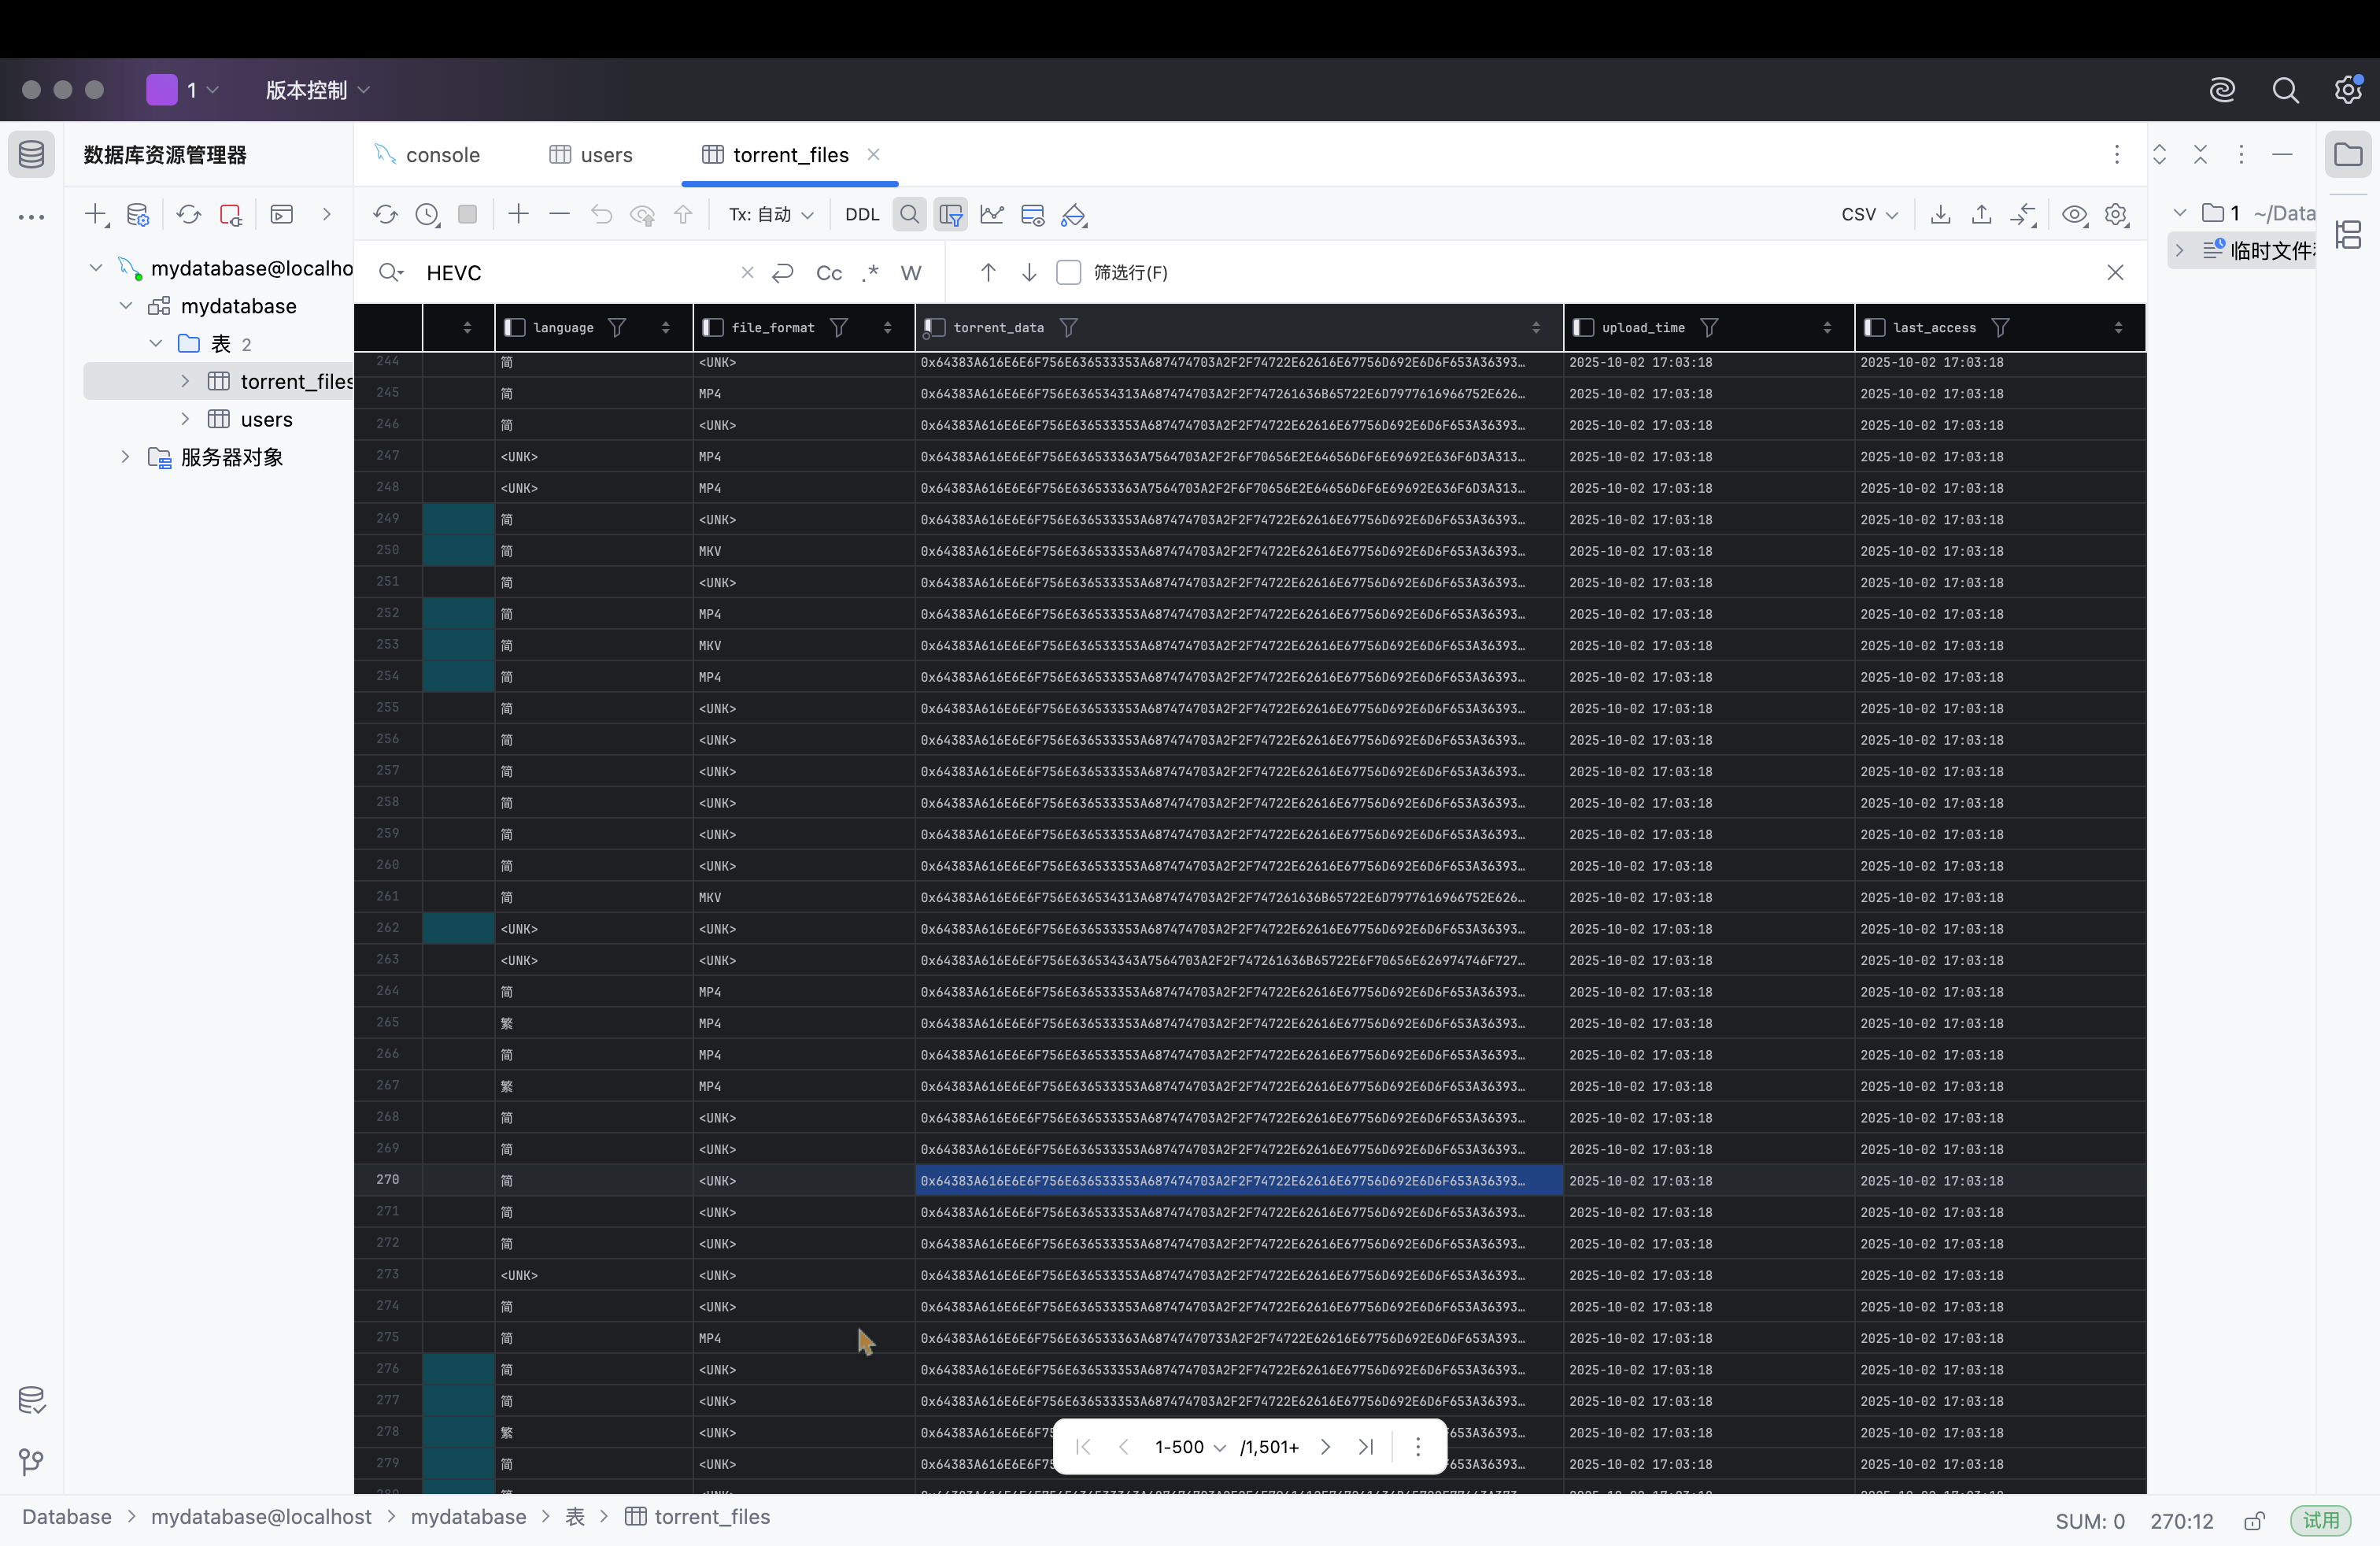 1
版本控制
数据库资源管理器
console
users
torrent_files
Tx: 自动
DDL
CSV
1 ~/Data
临时文件
HEVC
Cc .* W
筛选行(F)
mydatabase@localho
mydatabase
表 2
torrent_files
users
服务器对象
language file_format torrent_data upload_time last_access
244 简 <UNK> 0x64383A616E6E6F756E636533353A687474703A2F2F74722E62616E67756D692E6D6F653A36393… 2025-10-02 17:03:18 2025-10-02 17:03:18
245 简 MP4 0x64383A616E6E6F756E636534313A687474703A2F2F747261636B65722E6D7977616966752E626… 2025-10-02 17:03:18 2025-10-02 17:03:18
246 简 <UNK> 0x64383A616E6E6F756E636533353A687474703A2F2F74722E62616E67756D692E6D6F653A36393… 2025-10-02 17:03:18 2025-10-02 17:03:18
247 <UNK> MP4 0x64383A616E6E6F756E636533363A7564703A2F2F6F70656E2E64656D6F6E69692E636F6D3A313… 2025-10-02 17:03:18 2025-10-02 17:03:18
248 <UNK> MP4 0x64383A616E6E6F756E636533363A7564703A2F2F6F70656E2E64656D6F6E69692E636F6D3A313… 2025-10-02 17:03:18 2025-10-02 17:03:18
249 简 <UNK> 0x64383A616E6E6F756E636533353A687474703A2F2F74722E62616E67756D692E6D6F653A36393… 2025-10-02 17:03:18 2025-10-02 17:03:18
250 简 MKV 0x64383A616E6E6F756E636533353A687474703A2F2F74722E62616E67756D692E6D6F653A36393… 2025-10-02 17:03:18 2025-10-02 17:03:18
251 简 <UNK> 0x64383A616E6E6F756E636533353A687474703A2F2F74722E62616E67756D692E6D6F653A36393… 2025-10-02 17:03:18 2025-10-02 17:03:18
252 简 MP4 0x64383A616E6E6F756E636533353A687474703A2F2F74722E62616E67756D692E6D6F653A36393… 2025-10-02 17:03:18 2025-10-02 17:03:18
253 简 MKV 0x64383A616E6E6F756E636533353A687474703A2F2F74722E62616E67756D692E6D6F653A36393… 2025-10-02 17:03:18 2025-10-02 17:03:18
254 简 MP4 0x64383A616E6E6F756E636533353A687474703A2F2F74722E62616E67756D692E6D6F653A36393… 2025-10-02 17:03:18 2025-10-02 17:03:18
255 简 <UNK> 0x64383A616E6E6F756E636533353A687474703A2F2F74722E62616E67756D692E6D6F653A36393… 2025-10-02 17:03:18 2025-10-02 17:03:18
256 简 <UNK> 0x64383A616E6E6F756E636533353A687474703A2F2F74722E62616E67756D692E6D6F653A36393… 2025-10-02 17:03:18 2025-10-02 17:03:18
257 简 <UNK> 0x64383A616E6E6F756E636533353A687474703A2F2F74722E62616E67756D692E6D6F653A36393… 2025-10-02 17:03:18 2025-10-02 17:03:18
258 简 <UNK> 0x64383A616E6E6F756E636533353A687474703A2F2F74722E62616E67756D692E6D6F653A36393… 2025-10-02 17:03:18 2025-10-02 17:03:18
259 简 <UNK> 0x64383A616E6E6F756E636533353A687474703A2F2F74722E62616E67756D692E6D6F653A36393… 2025-10-02 17:03:18 2025-10-02 17:03:18
260 简 <UNK> 0x64383A616E6E6F756E636533353A687474703A2F2F74722E62616E67756D692E6D6F653A36393… 2025-10-02 17:03:18 2025-10-02 17:03:18
261 简 MKV 0x64383A616E6E6F756E636534313A687474703A2F2F747261636B65722E6D7977616966752E626… 2025-10-02 17:03:18 2025-10-02 17:03:18
262 <UNK> <UNK> 0x64383A616E6E6F756E636533353A687474703A2F2F74722E62616E67756D692E6D6F653A36393… 2025-10-02 17:03:18 2025-10-02 17:03:18
263 <UNK> <UNK> 0x64383A616E6E6F756E636534343A7564703A2F2F747261636B65722E6F70656E626974746F727… 2025-10-02 17:03:18 2025-10-02 17:03:18
264 简 MP4 0x64383A616E6E6F756E636533353A687474703A2F2F74722E62616E67756D692E6D6F653A36393… 2025-10-02 17:03:18 2025-10-02 17:03:18
265 繁 MP4 0x64383A616E6E6F756E636533353A687474703A2F2F74722E62616E67756D692E6D6F653A36393… 2025-10-02 17:03:18 2025-10-02 17:03:18
266 简 MP4 0x64383A616E6E6F756E636533353A687474703A2F2F74722E62616E67756D692E6D6F653A36393… 2025-10-02 17:03:18 2025-10-02 17:03:18
267 繁 MP4 0x64383A616E6E6F756E636533353A687474703A2F2F74722E62616E67756D692E6D6F653A36393… 2025-10-02 17:03:18 2025-10-02 17:03:18
268 简 <UNK> 0x64383A616E6E6F756E636533353A687474703A2F2F74722E62616E67756D692E6D6F653A36393… 2025-10-02 17:03:18 2025-10-02 17:03:18
269 简 <UNK> 0x64383A616E6E6F756E636533353A687474703A2F2F74722E62616E67756D692E6D6F653A36393… 2025-10-02 17:03:18 2025-10-02 17:03:18
270 简 <UNK> 0x64383A616E6E6F756E636533353A687474703A2F2F74722E62616E67756D692E6D6F653A36393… 2025-10-02 17:03:18 2025-10-02 17:03:18
271 简 <UNK> 0x64383A616E6E6F756E636533353A687474703A2F2F74722E62616E67756D692E6D6F653A36393… 2025-10-02 17:03:18 2025-10-02 17:03:18
272 简 <UNK> 0x64383A616E6E6F756E636533353A687474703A2F2F74722E62616E67756D692E6D6F653A36393… 2025-10-02 17:03:18 2025-10-02 17:03:18
273 <UNK> <UNK> 0x64383A616E6E6F756E636533353A687474703A2F2F74722E62616E67756D692E6D6F653A36393… 2025-10-02 17:03:18 2025-10-02 17:03:18
274 简 <UNK> 0x64383A616E6E6F756E636533353A687474703A2F2F74722E62616E67756D692E6D6F653A36393… 2025-10-02 17:03:18 2025-10-02 17:03:18
275 简 MP4 0x64383A616E6E6F756E636533363A68747470733A2F2F74722E62616E67756D692E6D6F653A393… 2025-10-02 17:03:18 2025-10-02 17:03:18
276 简 <UNK> 0x64383A616E6E6F756E636533353A687474703A2F2F74722E62616E67756D692E6D6F653A36393… 2025-10-02 17:03:18 2025-10-02 17:03:18
277 简 <UNK> 0x64383A616E6E6F756E636533353A687474703A2F2F74722E62616E67756D692E6D6F653A36393… 2025-10-02 17:03:18 2025-10-02 17:03:18
278 繁 <UNK> 0x64383A616E6E6F75 F653A36393… 2025-10-02 17:03:18 2025-10-02 17:03:18
279 简 <UNK> 0x64383A616E6E6F75 F653A36393… 2025-10-02 17:03:18 2025-10-02 17:03:18
1-500 /1,501+
Database mydatabase@localhost mydatabase 表 torrent_files
SUM: 0 270:12 试用